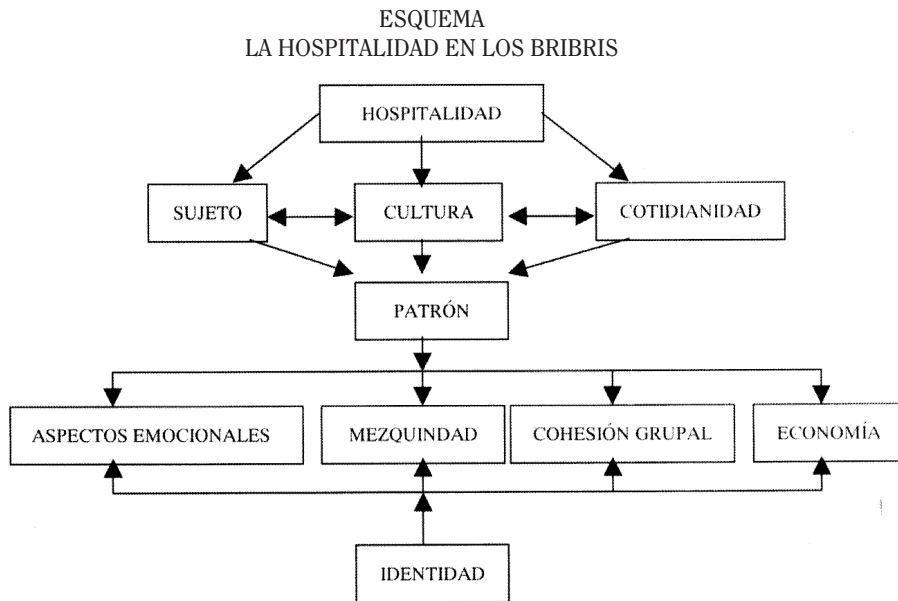 ESQUEMA
LA HOSPITALIDAD EN LOS BRIBRIS
HOSPITALIDAD
SUJETO
CULTURA
COTIDIANIDAD
PATRÓN
ASPECTOS EMOCIONALES
MEZQUINDAD
COHESIÓN GRUPAL
ECONOMÍA
IDENTIDAD